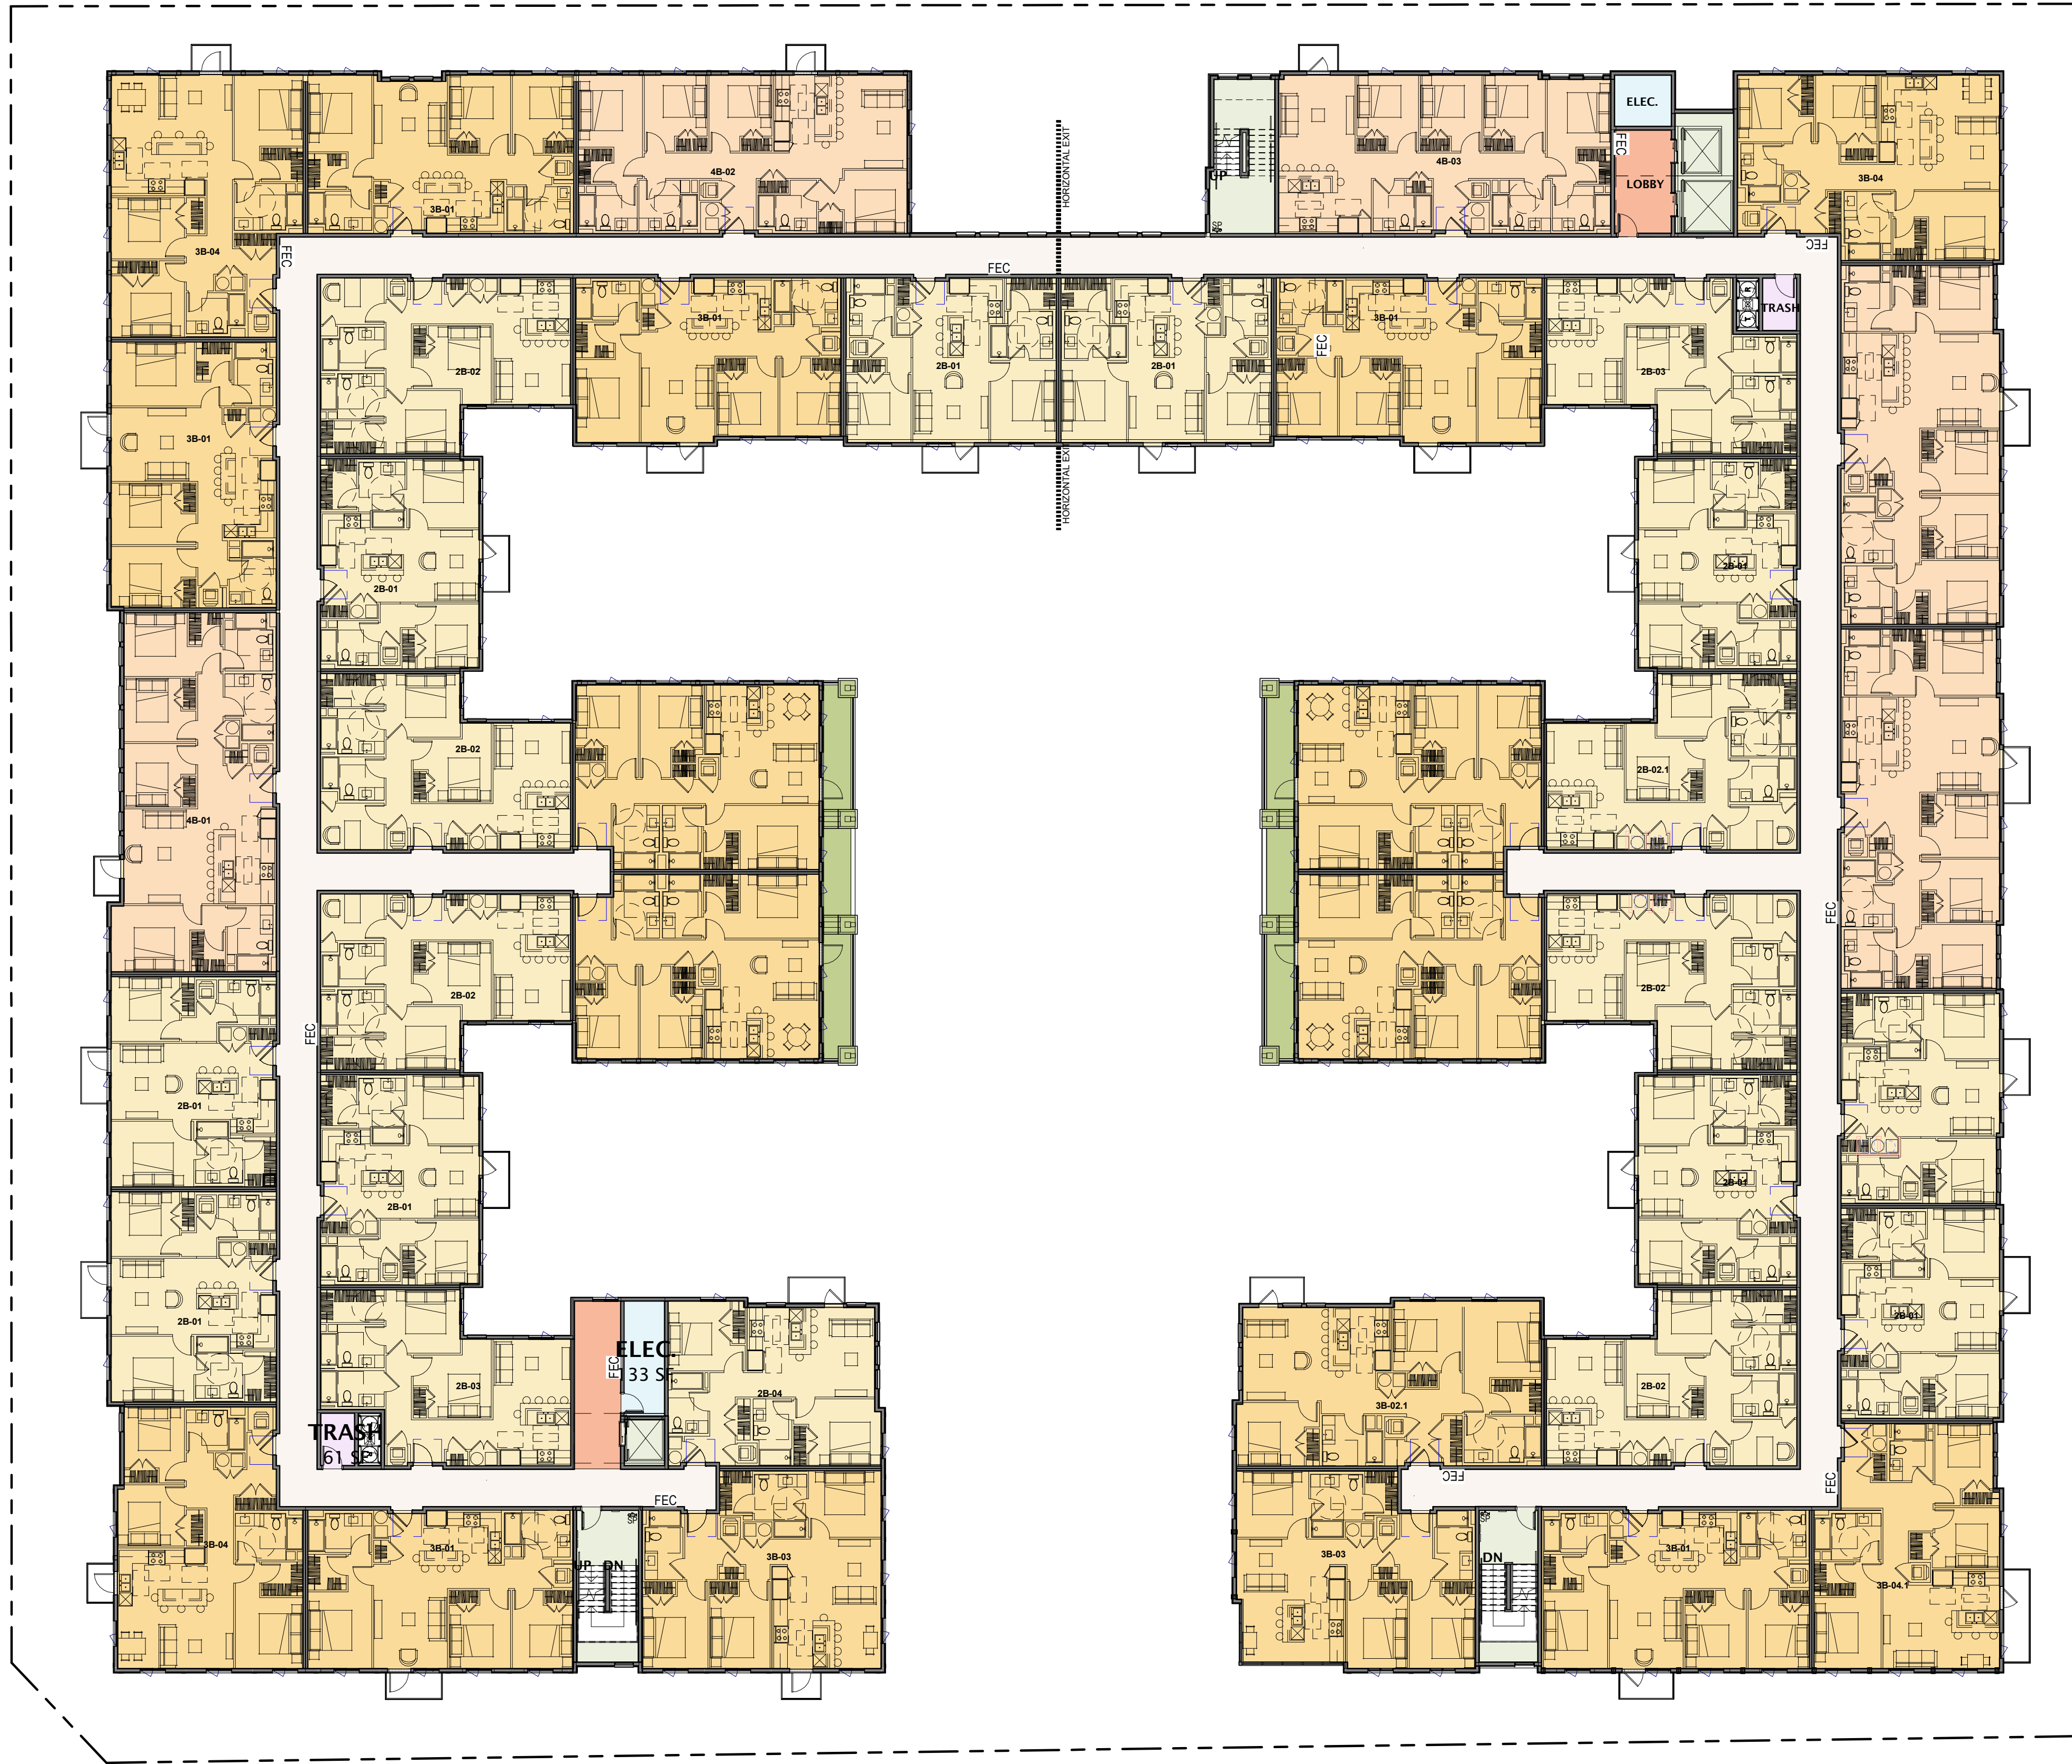 ELEC.
FEC
LOBBY
HORIZONTAL EXIT
4B-02
4B-03
3B-04
3B-01
UP
3B-04
FEC
FEC
FEC
3B-01
3B-01
TRASH
FEC
2B-02
2B-01
2B-01
2B-03
3B-01
HORIZONTAL EXIT
2B-01
2B-01
2B-02
2B-02.1
4B-01
FEC
2B-02
2B-02
FEC
2B-01
2B-01
2B-01
2B-01
2B-01
2B-01
ELEC.
133 SF
FEC
2B-03
2B-04
2B-02
3B-02.1
TRASH
61 SF
FEC
FEC
FEC
3B-04
3B-01
3B-03
3B-03
3B-01
UP
DN
DN
3B-04.1